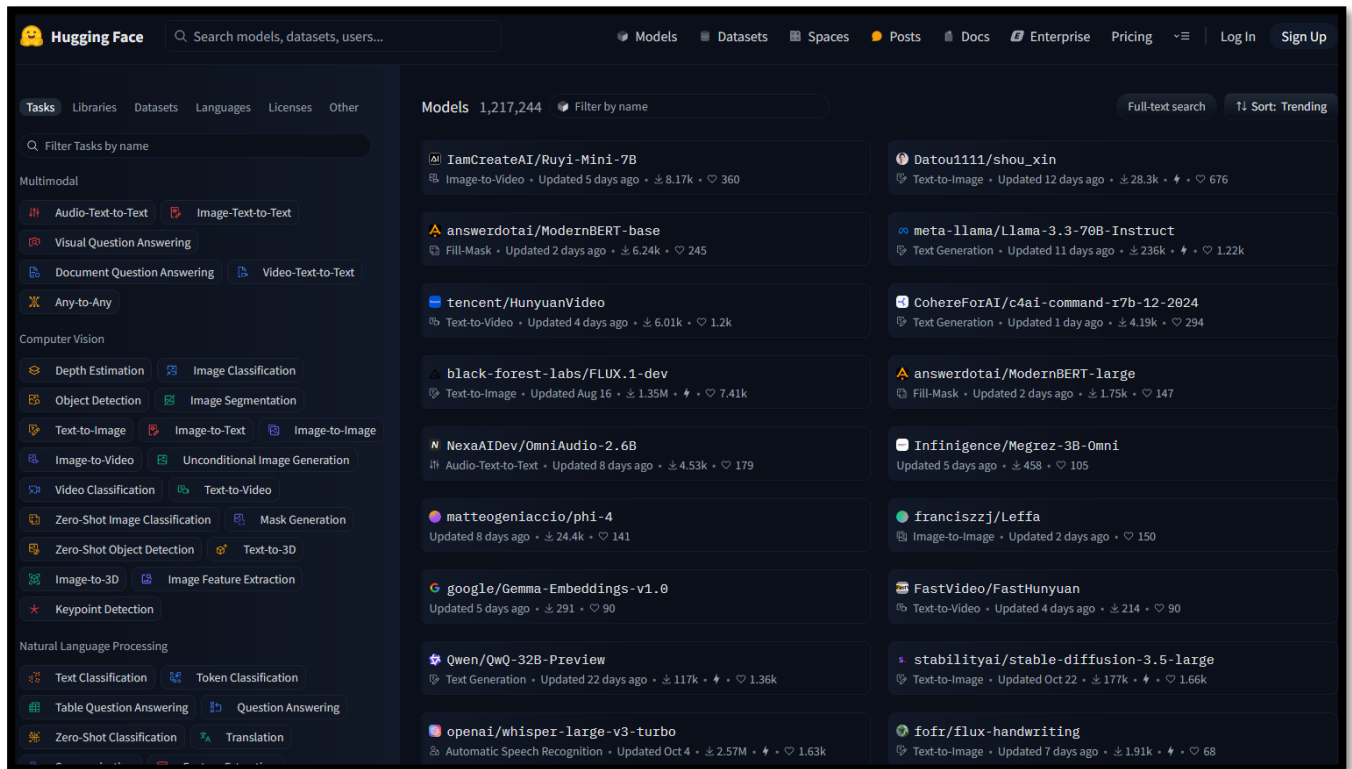 Hugging Face
Search models, datasets, users...
Models
Datasets
Spaces
Posts
Docs
Enterprise
Pricing
Log In
Sign Up
Tasks Libraries Datasets Languages Licenses Other
Filter Tasks by name
Multimodal
Audio-Text-to-Text Image-Text-to-Text
Visual Question Answering
Document Question Answering Video-Text-to-Text
Any-to-Any
Computer Vision
Depth Estimation Image Classification
Object Detection Image Segmentation
Text-to-Image Image-to-Text Image-to-Image
Image-to-Video Unconditional Image Generation
Video Classification Text-to-Video
Zero-Shot Image Classification Mask Generation
Zero-Shot Object Detection Text-to-3D
Image-to-3D Image Feature Extraction
Keypoint Detection
Natural Language Processing
Text Classification Token Classification
Table Question Answering Question Answering
Zero-Shot Classification Translation
Models 1,217,244 Filter by name
Full-text search
Sort: Trending
IamCreateAI/Ruyi-Mini-7B
Image-to-Video • Updated 5 days ago • 8.17k • 360
Datou1111/shou_xin
Text-to-Image • Updated 12 days ago • 28.3k • 676
answerdotai/ModernBERT-base
Fill-Mask • Updated 2 days ago • 6.24k • 245
meta-llama/Llama-3.3-70B-Instruct
Text Generation • Updated 11 days ago • 236k • 1.22k
tencent/HunyuanVideo
Text-to-Video • Updated 4 days ago • 6.01k • 1.2k
CohereForAI/c4ai-command-r7b-12-2024
Text Generation • Updated 1 day ago • 4.19k • 294
black-forest-labs/FLUX.1-dev
Text-to-Image • Updated Aug 16 • 1.35M • 7.41k
answerdotai/ModernBERT-large
Fill-Mask • Updated 2 days ago • 1.75k • 147
NexaAIDev/OmniAudio-2.6B
Audio-Text-to-Text • Updated 8 days ago • 4.53k • 179
Infinigence/Megrez-3B-Omni
Updated 5 days ago • 458 • 105
matteogeniaccio/phi-4
Updated 8 days ago • 24.4k • 141
franciszzj/Leffa
Image-to-Image • Updated 2 days ago • 150
google/Gemma-Embeddings-v1.0
Updated 5 days ago • 291 • 90
FastVideo/FastHunyuan
Text-to-Video • Updated 4 days ago • 214 • 90
Qwen/QwQ-32B-Preview
Text Generation • Updated 22 days ago • 117k • 1.36k
stabilityai/stable-diffusion-3.5-large
Text-to-Image • Updated Oct 22 • 177k • 1.66k
openai/whisper-large-v3-turbo
Automatic Speech Recognition • Updated Oct 4 • 2.57M • 1.63k
fofr/flux-handwriting
Text-to-Image • Updated 7 days ago • 1.91k • 68